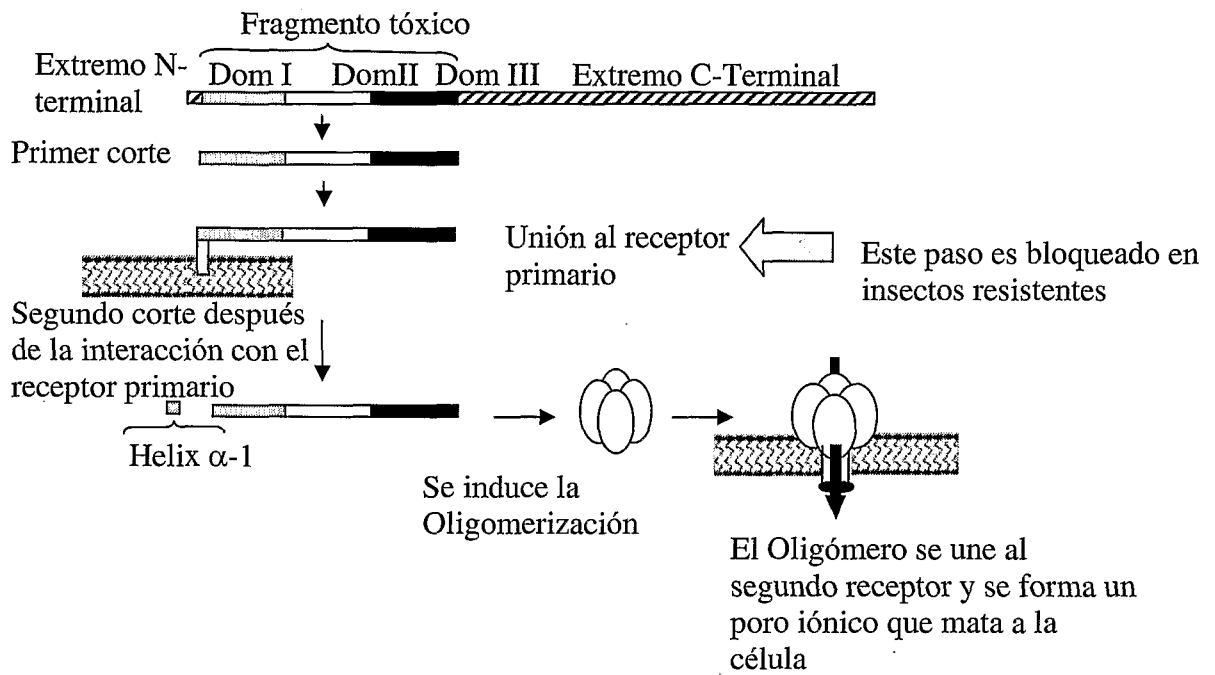 Fragmento tóxico
Extremo N-
terminal
Dom I
DomII
Dom III
Extremo C-Terminal
Primer corte
Unión al receptor
primario
Este paso es bloqueado en
insectos resistentes
Segundo corte después
de la interacción con el
receptor primario
Helix α-1
Se induce la
Oligomerización
El Oligómero se une al
segundo receptor y se forma un
poro iónico que mata a la
célula